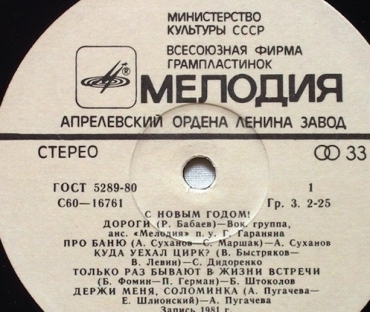 МИНИСТЕРСТВО
КУЛЬТУРЫ СССР
ВСЕСОЮЗНАЯ ФИРМА
ГРАМПЛАСТИНОК
МЕЛОДИЯ
АПРЕЛЕВСКИЙ ОРДЕНА ЛЕНИНА ЗАВОД
СТЕРЕО 33
ГОСТ 5289-80 1
С60—16761 Гр. 3. 2-25
С НОВЫМ ГОДОМ!
ДОРОГИ (Р. Бабаев)—Вок. группа,
анс. «Мелодия» п. у. Г. Гараняна
ПРО БАНЮ (А. Суханов—С. Маршак)—А. Суханов
КУДА УЕХАЛ ЦИРК? (В. Быстряков—
В. Левин)—С. Дидоренко
ТОЛЬКО РАЗ БЫВАЮТ В ЖИЗНИ ВСТРЕЧИ
(Б. Фомин—П. Герман)—Б. Штоколов
ДЕРЖИ МЕНЯ, СОЛОМИНКА (А. Пугачева—
Е. Шлионский)—А. Пугачева
Запись 1981 г.